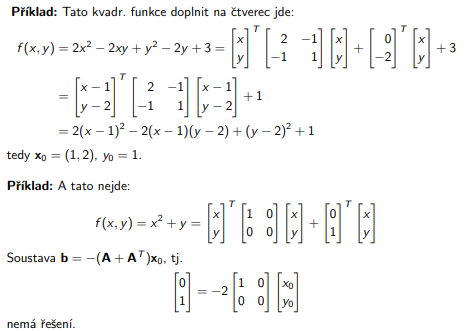 Příklad: Tato kvadr. funkce doplnit na čtverec jde:
f(x, y) = 2x² − 2xy + y² − 2y + 3 = [x; y]ᵀ [2 −1; −1 1] [x; y] + [0; −2]ᵀ [x; y] + 3
= [x − 1; y − 2]ᵀ [2 −1; −1 1] [x − 1; y − 2] + 1
= 2(x − 1)² − 2(x − 1)(y − 2) + (y − 2)² + 1
tedy x₀ = (1, 2), y₀ = 1.
Příklad: A tato nejde:
f(x, y) = x² + y = [x; y]ᵀ [1 0; 0 0] [x; y] + [0; 1]ᵀ [x; y]
Soustava b = −(A + Aᵀ)x₀, tj.
[0; 1] = −2 [1 0; 0 0] [x₀; y₀]
nemá řešení.